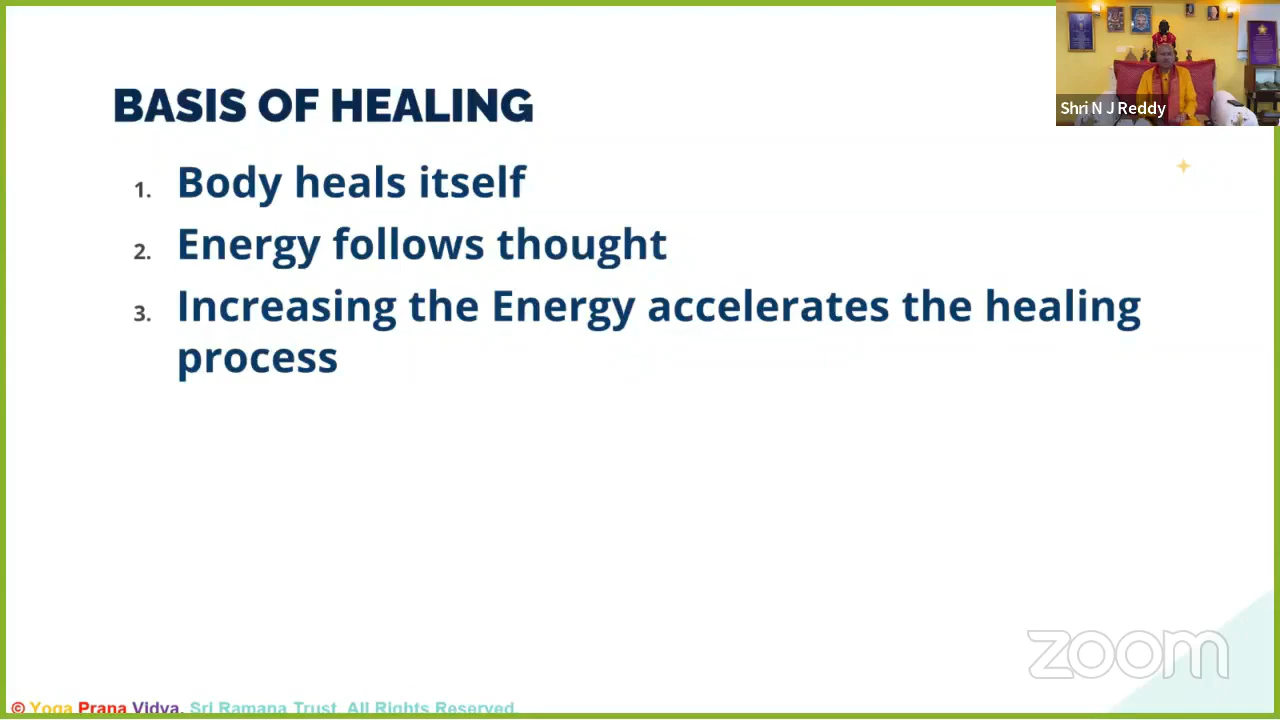 Shri N J Reddy
BASIS OF HEALING
1. Body heals itself
2. Energy follows thought
3. Increasing the Energy accelerates the healing
process
zoom
© Yoga Prana Vidya, Sri Ramana Trust. All Rights Reserved.